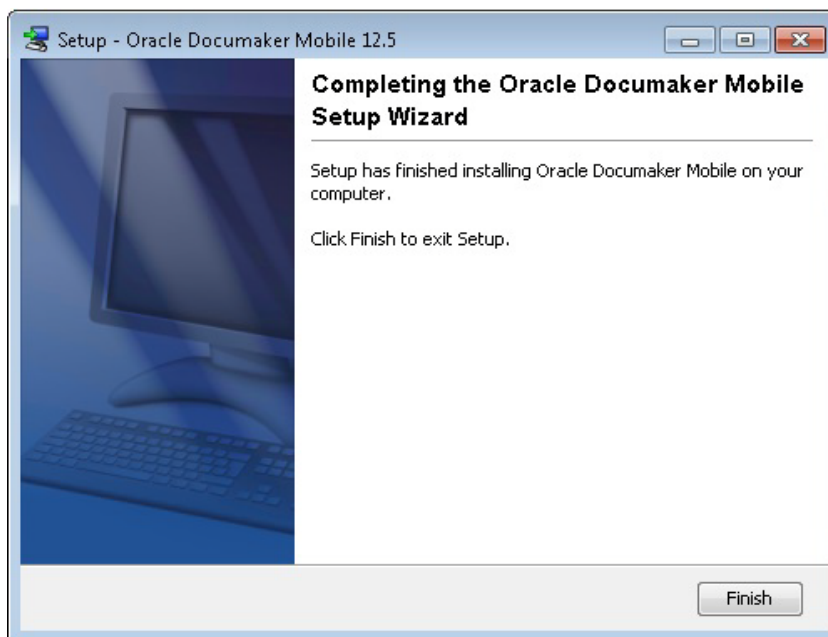 Setup - Oracle Documaker Mobile 12.5
Completing the Oracle Documaker Mobile
Setup Wizard
Setup has finished installing Oracle Documaker Mobile on your
computer.
Click Finish to exit Setup.
Finish